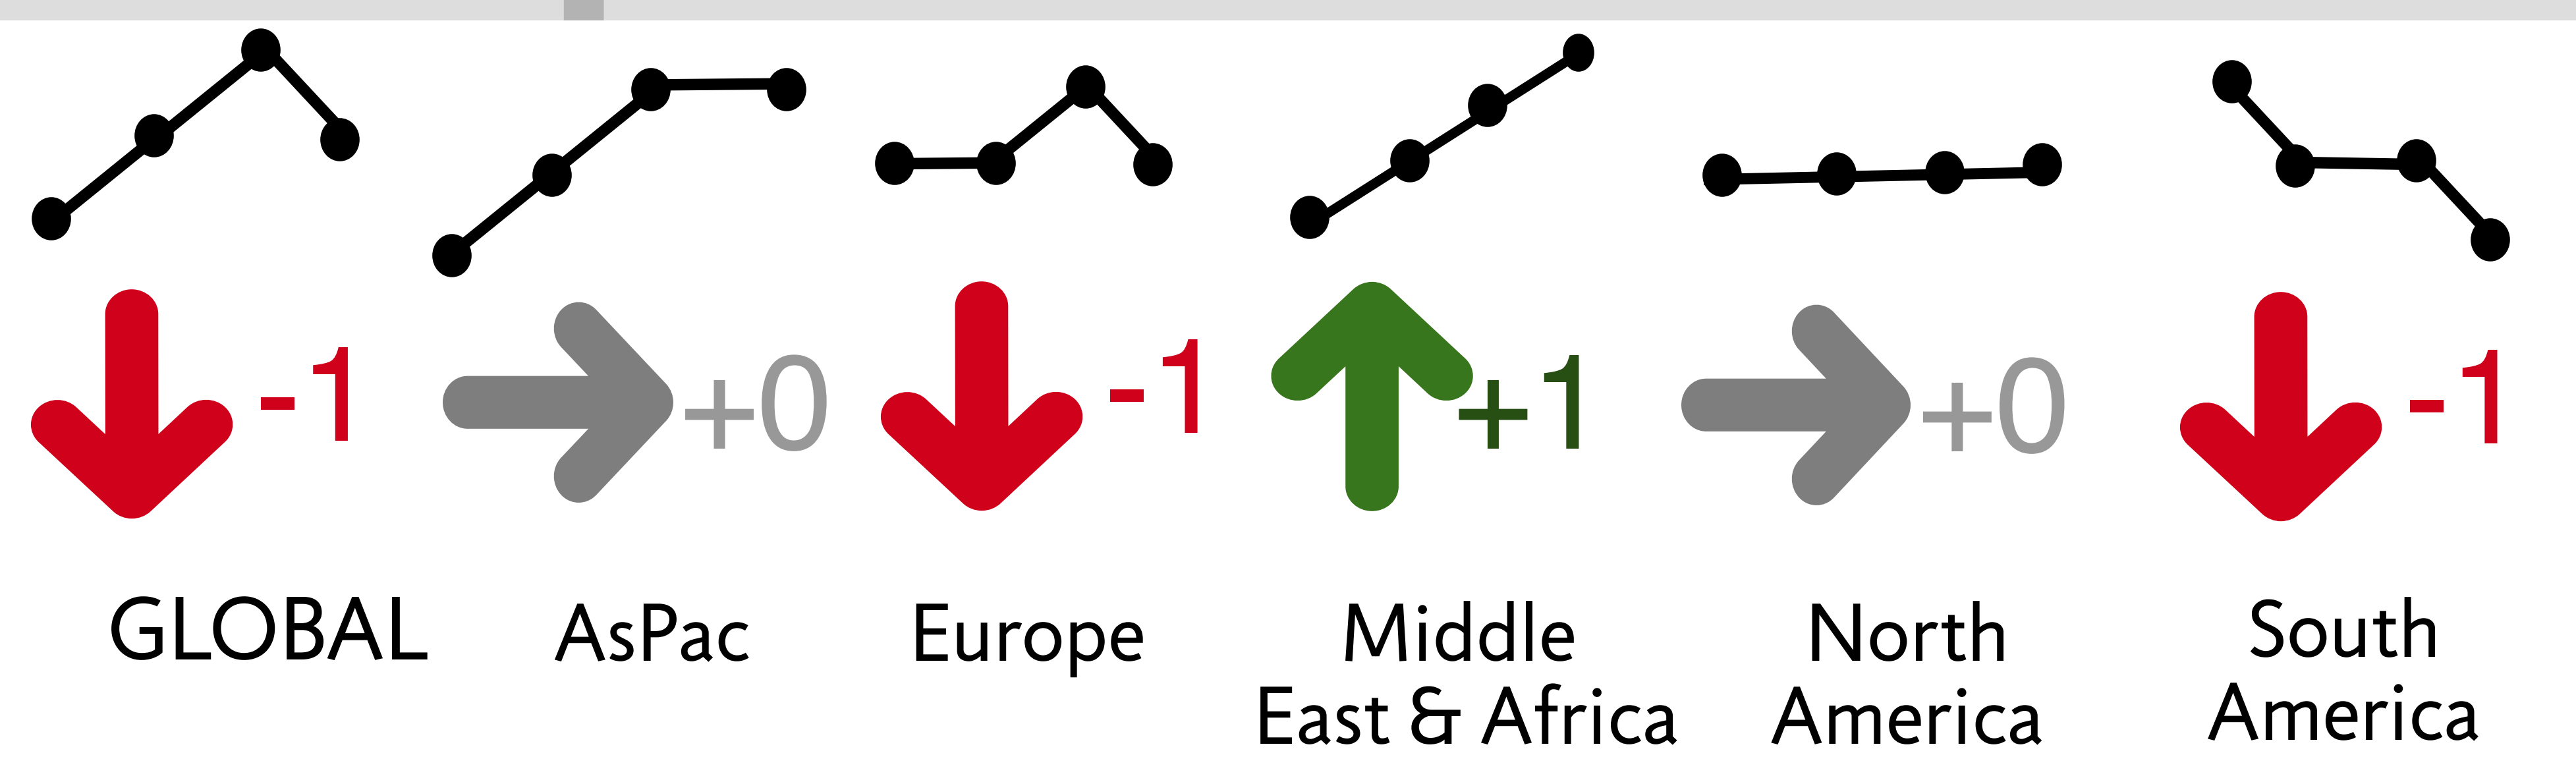 -1 +0 -1 +1 +0 -1
GLOBAL AsPac Europe Middle North South
East & Africa America America